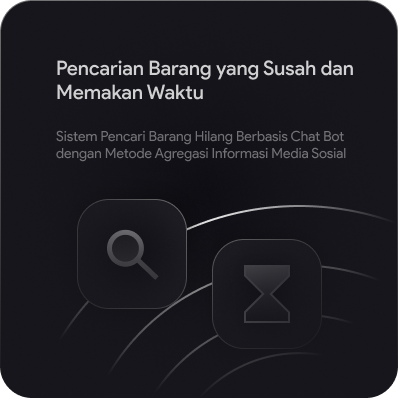 Pencarian Barang yang Susah dan
Memakan Waktu
Sistem Pencari Barang Hilang Berbasis Chat Bot
dengan Metode Agregasi Informasi Media Sosial